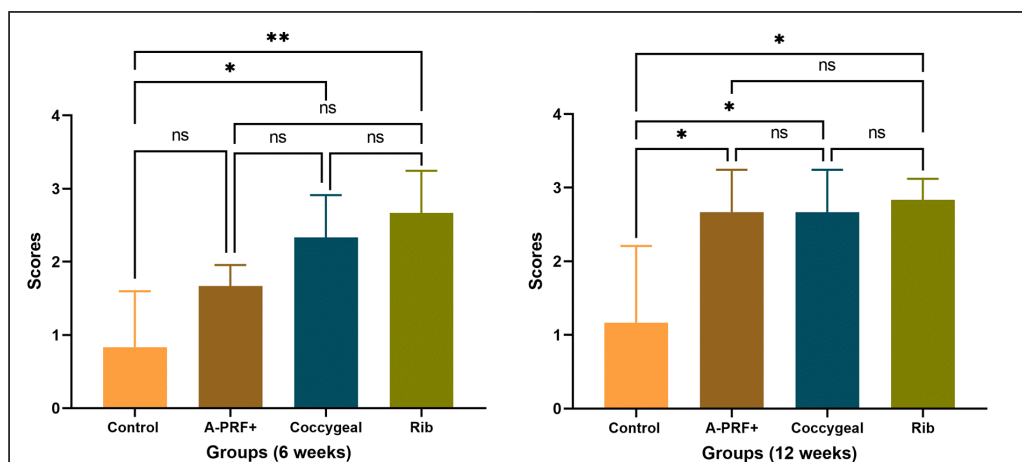 **
*
ns
ns
ns
ns
4
3
2
1
0
Scores
Control
A-PRF+
Coccygeal
Rib
Groups (6 weeks)
*
ns
*
*
ns
ns
4
3
2
1
0
Scores
Control
A-PRF+
Coccygeal
Rib
Groups (12 weeks)